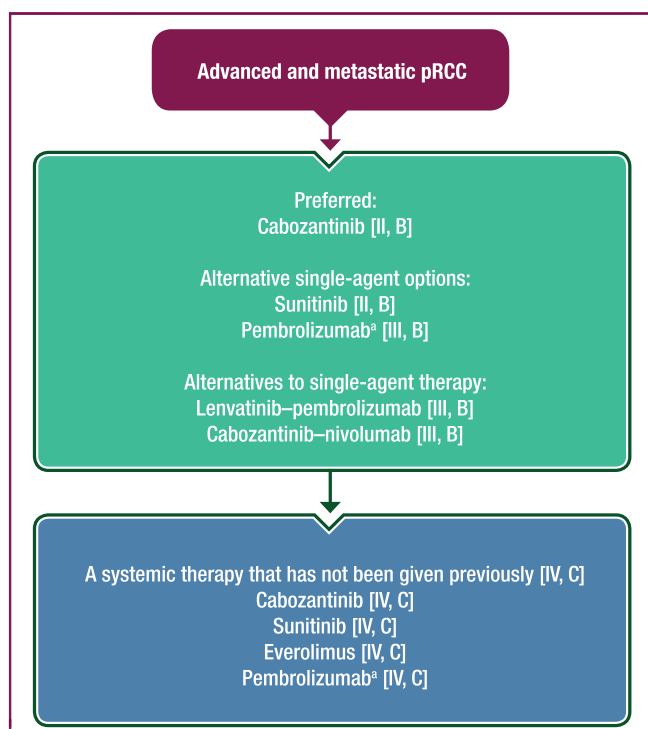 Advanced and metastatic pRCC
Preferred:
Cabozantinib [II, B]
Alternative single-agent options:
Sunitinib [II, B]
Pembrolizumabᵃ [III, B]
Alternatives to single-agent therapy:
Lenvatinib–pembrolizumab [III, B]
Cabozantinib–nivolumab [III, B]
A systemic therapy that has not been given previously [IV, C]
Cabozantinib [IV, C]
Sunitinib [IV, C]
Everolimus [IV, C]
Pembrolizumabᵃ [IV, C]